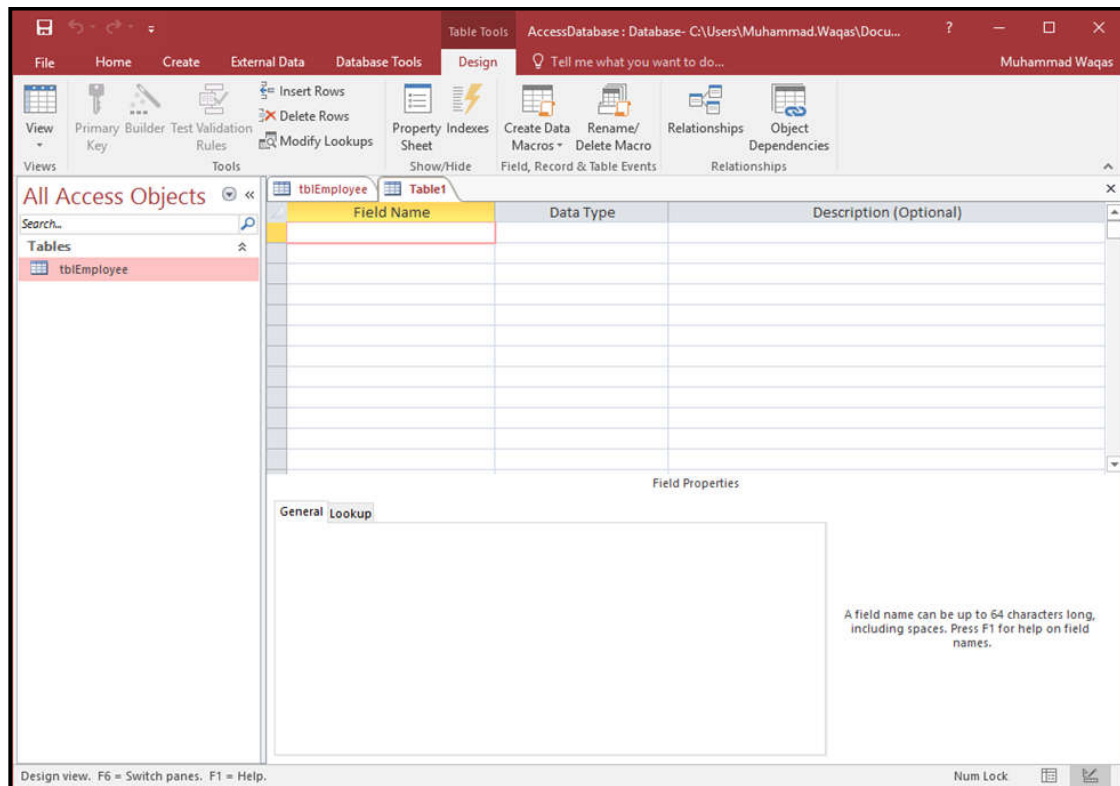 Table Tools AccessDatabase : Database- C:\Users\Muhammad.Waqas\Docu... ?
File Home Create External Data Database Tools Design Tell me what you want to do... Muhammad Waqas
View
Primary Key
Builder
Test Validation Rules
Insert Rows
Delete Rows
Modify Lookups
Property Sheet
Indexes
Create Data Macros
Rename/ Delete Macro
Relationships
Object Dependencies
Views Tools Show/Hide Field, Record & Table Events Relationships
All Access Objects «
Search...
Tables
tblEmployee
tblEmployee Table1
Field Name Data Type Description (Optional)
Field Properties
General Lookup
A field name can be up to 64 characters long,
including spaces. Press F1 for help on field
names.
Design view. F6 = Switch panes. F1 = Help. Num Lock